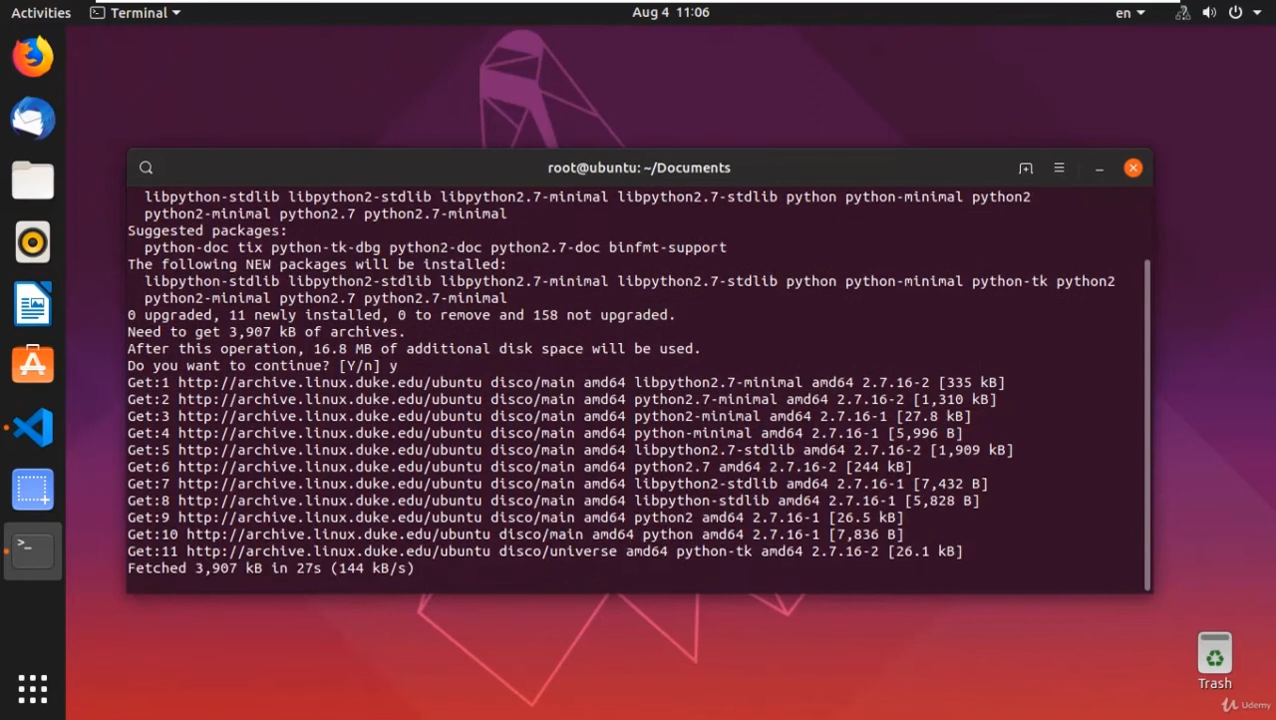 Activities Terminal Aug 4 11:06 en
root@ubuntu: ~/Documents
libpython-stdlib libpython2-stdlib libpython2.7-minimal libpython2.7-stdlib python python-minimal python2
python2-minimal python2.7 python2.7-minimal
Suggested packages:
python-doc tix python-tk-dbg python2-doc python2.7-doc binfmt-support
The following NEW packages will be installed:
libpython-stdlib libpython2-stdlib libpython2.7-minimal libpython2.7-stdlib python python-minimal python-tk python2
python2-minimal python2.7 python2.7-minimal
0 upgraded, 11 newly installed, 0 to remove and 158 not upgraded.
Need to get 3,907 kB of archives.
After this operation, 16.8 MB of additional disk space will be used.
Do you want to continue? [Y/n] y
Get:1 http://archive.linux.duke.edu/ubuntu disco/main amd64 libpython2.7-minimal amd64 2.7.16-2 [335 kB]
Get:2 http://archive.linux.duke.edu/ubuntu disco/main amd64 python2.7-minimal amd64 2.7.16-2 [1,310 kB]
Get:3 http://archive.linux.duke.edu/ubuntu disco/main amd64 python2-minimal amd64 2.7.16-1 [27.8 kB]
Get:4 http://archive.linux.duke.edu/ubuntu disco/main amd64 python-minimal amd64 2.7.16-1 [5,996 B]
Get:5 http://archive.linux.duke.edu/ubuntu disco/main amd64 libpython2.7-stdlib amd64 2.7.16-2 [1,909 kB]
Get:6 http://archive.linux.duke.edu/ubuntu disco/main amd64 python2.7 amd64 2.7.16-2 [244 kB]
Get:7 http://archive.linux.duke.edu/ubuntu disco/main amd64 libpython2-stdlib amd64 2.7.16-1 [7,432 B]
Get:8 http://archive.linux.duke.edu/ubuntu disco/main amd64 libpython-stdlib amd64 2.7.16-1 [5,828 B]
Get:9 http://archive.linux.duke.edu/ubuntu disco/main amd64 python2 amd64 2.7.16-1 [26.5 kB]
Get:10 http://archive.linux.duke.edu/ubuntu disco/main amd64 python amd64 2.7.16-1 [7,836 B]
Get:11 http://archive.linux.duke.edu/ubuntu disco/universe amd64 python-tk amd64 2.7.16-2 [26.1 kB]
Fetched 3,907 kB in 27s (144 kB/s)
Trash
Udemy